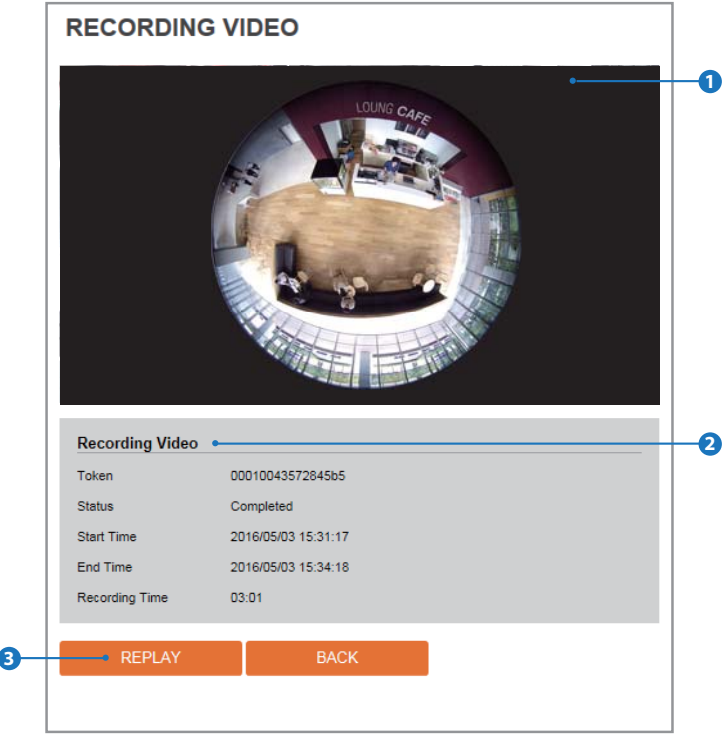 RECORDING VIDEO
1
LOUNG CAFE
Recording Video
2
Token 00010043572845b5
Status Completed
Start Time 2016/05/03 15:31:17
End Time 2016/05/03 15:34:18
Recording Time 03:01
3
REPLAY BACK